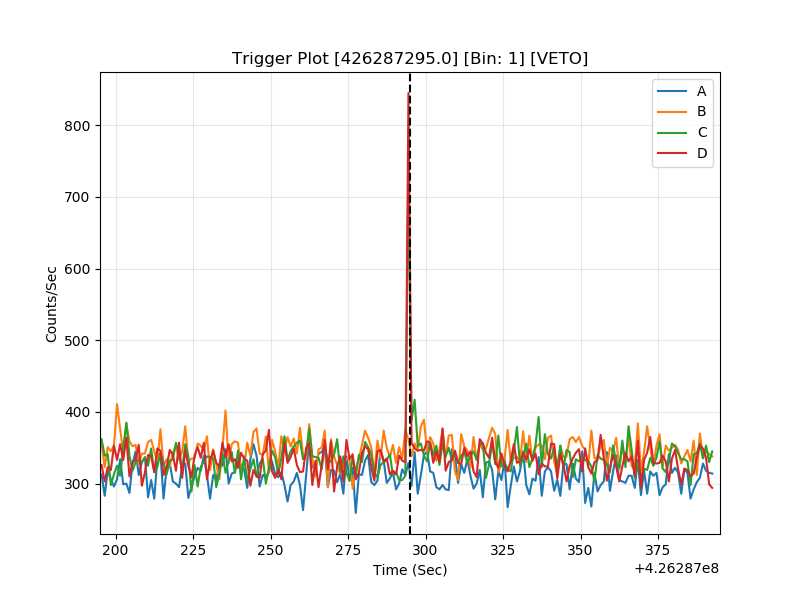 Trigger Plot [426287295.0] [Bin: 1] [VETO]
A
B
C
D
Counts/Sec
800
700
600
500
400
300
200
225
250
275
300
325
350
375
Time (Sec)
+4.26287e8